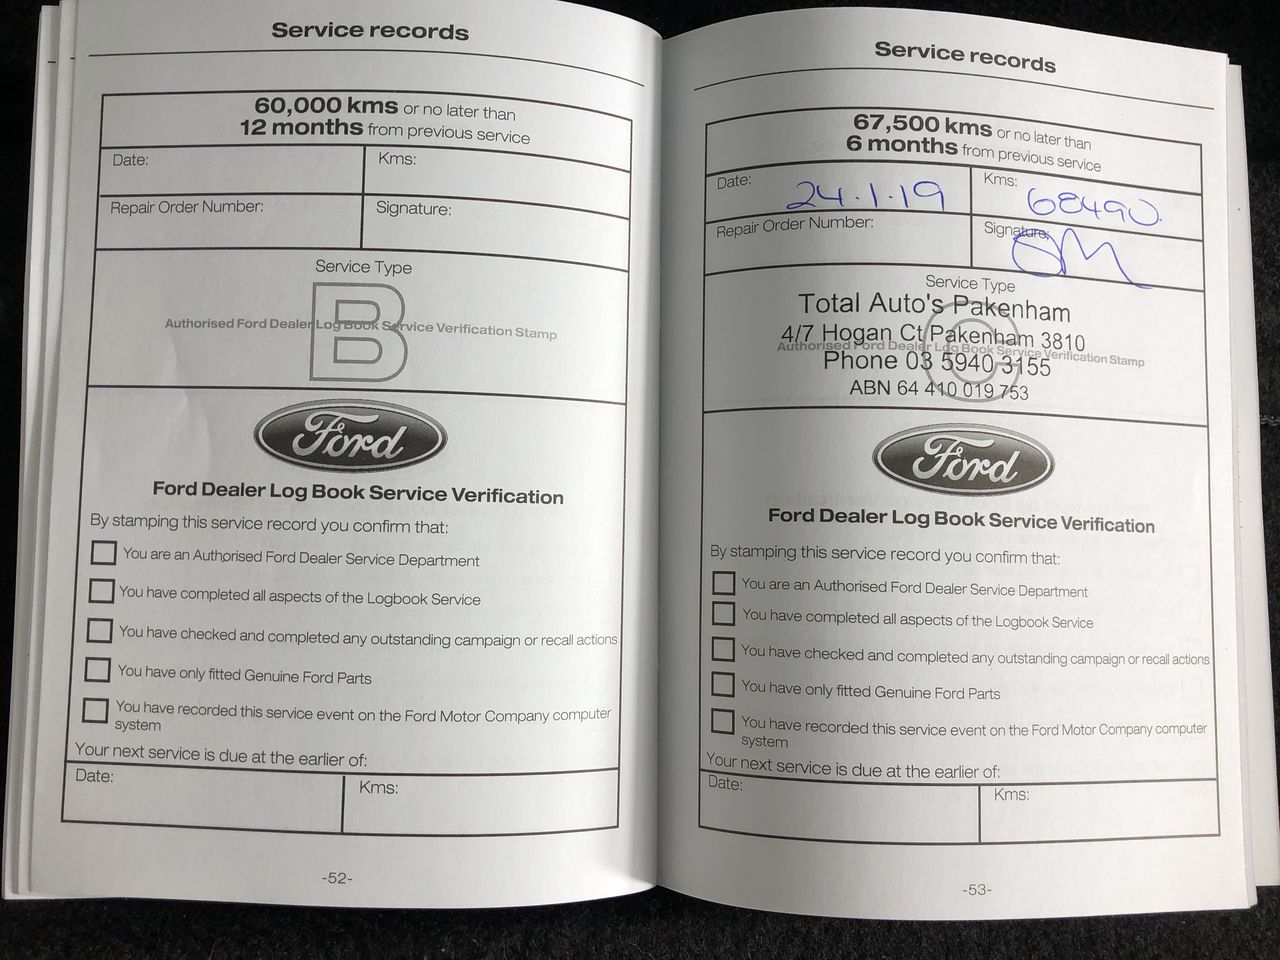 Service records
60,000 kms or no later than
12 months from previous service
Date:
Kms:
Repair Order Number:
Signature:
Service Type
B
Authorised Ford Dealer Log Book Service Verification Stamp
Ford
Ford Dealer Log Book Service Verification
By stamping this service record you confirm that:
You are an Authorised Ford Dealer Service Department
You have completed all aspects of the Logbook Service
You have checked and completed any outstanding campaign or recall actions
You have only fitted Genuine Ford Parts
You have recorded this service event on the Ford Motor Company computer
system
Your next service is due at the earlier of:
Date:
Kms:
-52-
Service records
67,500 kms or no later than
6 months from previous service
Date: 24.1.19
Kms: 68490
Repair Order Number:
Signature:
Service Type
C
Total Auto's Pakenham
4/7 Hogan Ct Pakenham 3810
Authorised Ford Dealer Log Book Service Verification Stamp
Phone 03 5940 3155
ABN 64 410 019 753
Ford
Ford Dealer Log Book Service Verification
By stamping this service record you confirm that:
You are an Authorised Ford Dealer Service Department
You have completed all aspects of the Logbook Service
You have checked and completed any outstanding campaign or recall actions
You have only fitted Genuine Ford Parts
You have recorded this service event on the Ford Motor Company computer
system
Your next service is due at the earlier of:
Date:
Kms:
-53-